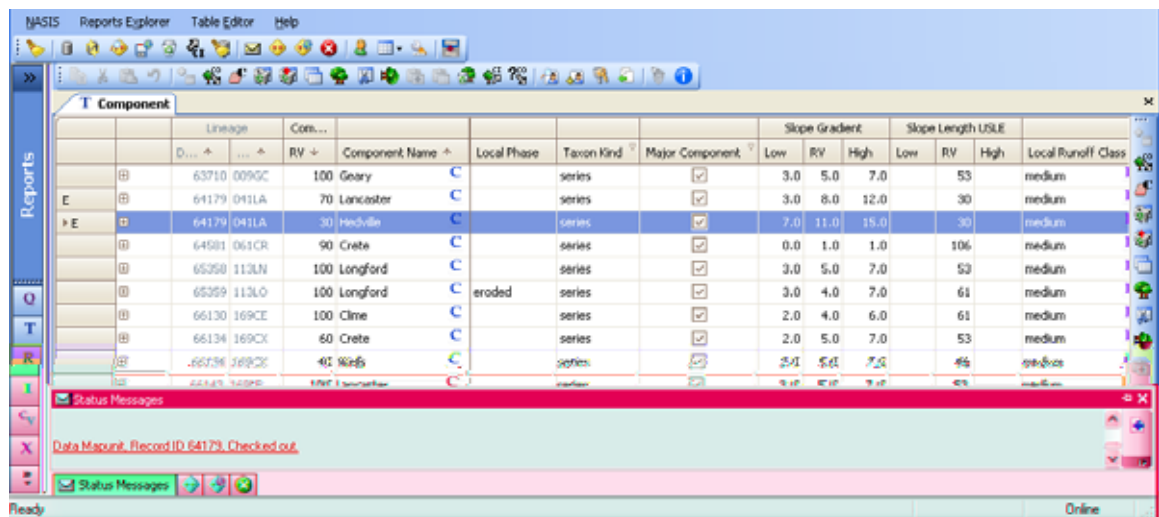 NASIS Reports Explorer Table Editor Help
T Component
Lineage Com... Slope Gradient Slope Length USLE
D... ... RV Component Name Local Phase Taxon Kind Major Component Low RV High Low RV High Local Runoff Class
63710 009GC 100 Geary C series 3.0 5.0 7.0 53 medium
E 64179 041LA 70 Lancaster C series 3.0 8.0 12.0 30 medium
E 64179 041LA 30 Hedville C series 7.0 11.0 15.0 30 medium
64581 061CR 90 Crete C series 0.0 1.0 1.0 106 medium
65358 113LN 100 Longford C series 3.0 5.0 7.0 53 medium
65359 113LO 100 Longford C eroded series 3.0 4.0 7.0 61 medium
66130 169CE 100 Clime C series 2.0 4.0 6.0 61 medium
66134 169CX 60 Crete C series 2.0 5.0 7.0 53 medium
C series
Reports
Q
T
R
I
X
Status Messages
Data Mapunit, Record ID 64179, Checked out.
Status Messages
Ready Online